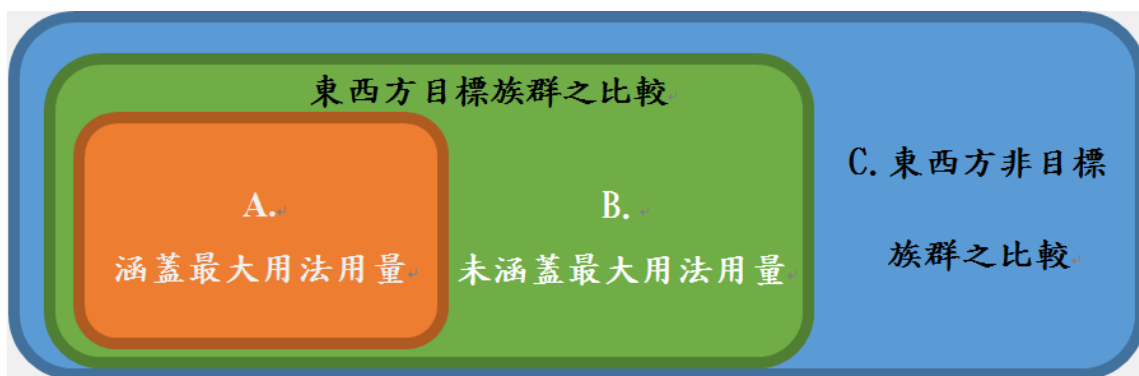 東西方目標族群之比較
A.
涵蓋最大用法用量
B.
未涵蓋最大用法用量
C.東西方非目標
族群之比較